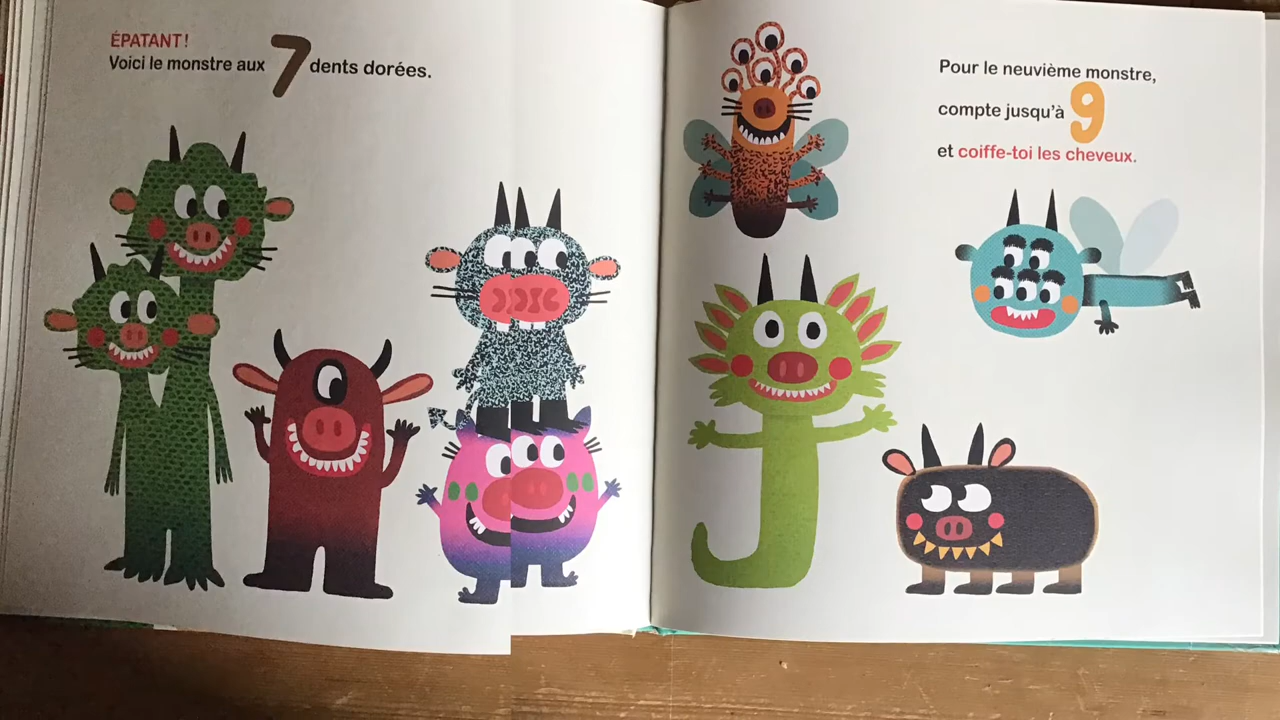 ÉPATANT!
Voici le monstre aux 7 dents dorées.
Pour le neuvième monstre,
compte jusqu'à 9
et coiffe-toi les cheveux.